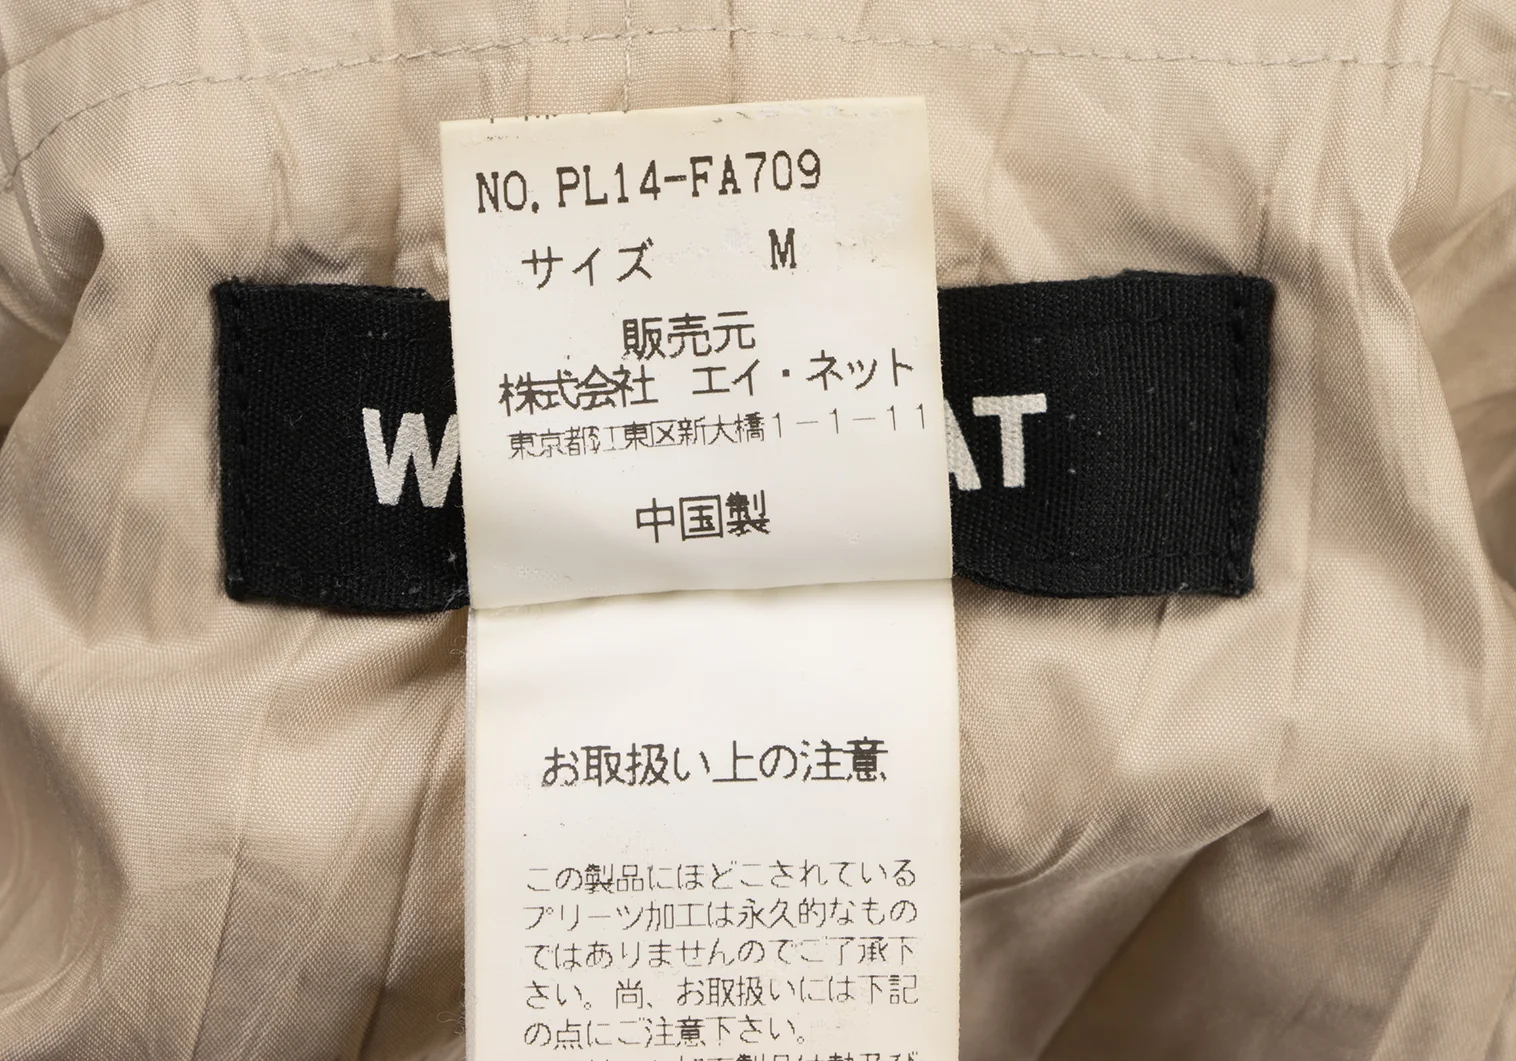 NO. PL14-FA709
サイズ M
販売元
株式会社 エイ・ネット
東京都江東区新大橋1-1-11
中国製
W
AT
お取扱い上の注意
この製品にほどこされている
プリーツ加工は永久的なもの
ではありませんのでご了承下
さい。尚、お取扱いには下記
の点にご注意下さい。